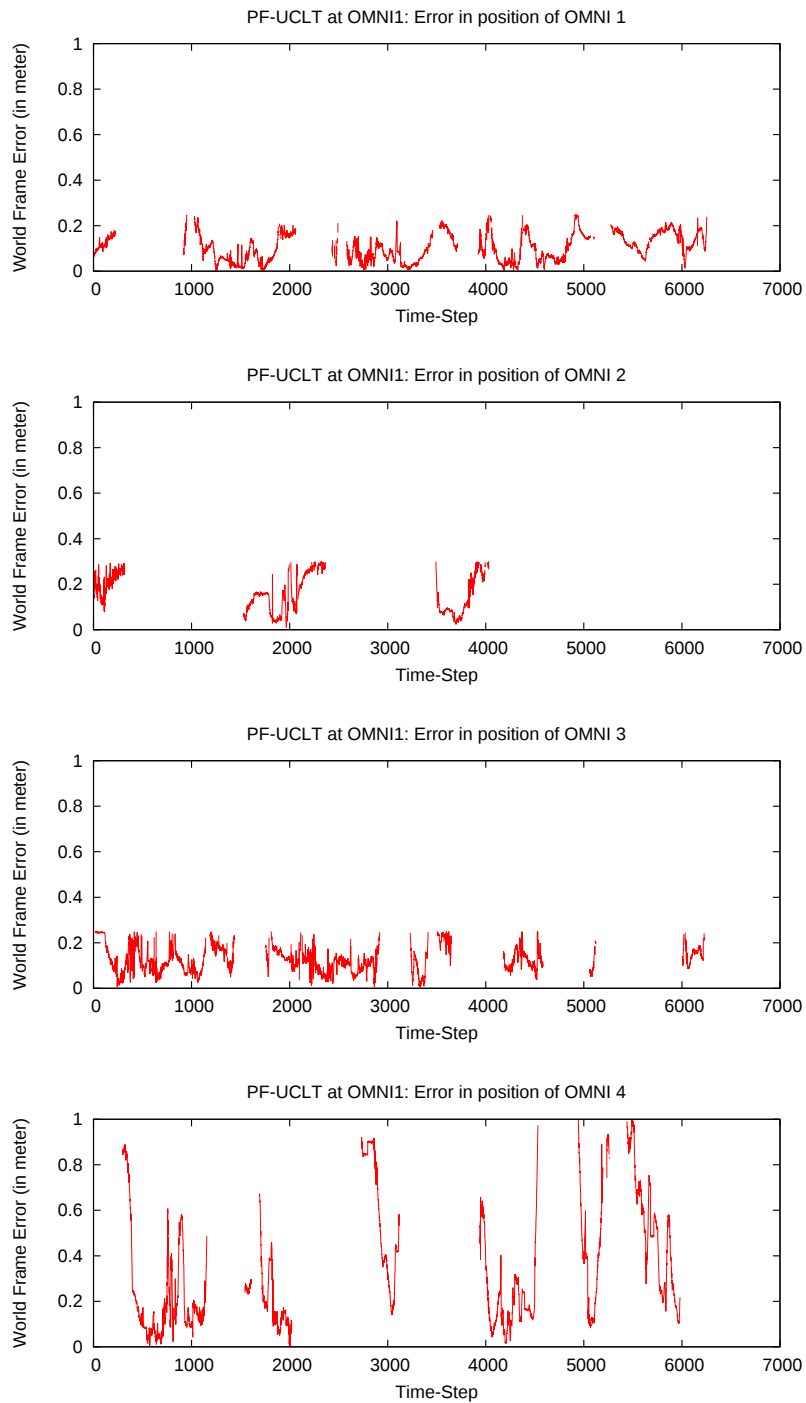 PF-UCLT at OMNI1: Error in position of OMNI 1
World Frame Error (in meter)
1
0.8
0.6
0.4
0.2
0
0 1000 2000 3000 4000 5000 6000 7000
Time-Step
PF-UCLT at OMNI1: Error in position of OMNI 2
World Frame Error (in meter)
1
0.8
0.6
0.4
0.2
0
0 1000 2000 3000 4000 5000 6000 7000
Time-Step
PF-UCLT at OMNI1: Error in position of OMNI 3
World Frame Error (in meter)
1
0.8
0.6
0.4
0.2
0
0 1000 2000 3000 4000 5000 6000 7000
Time-Step
PF-UCLT at OMNI1: Error in position of OMNI 4
World Frame Error (in meter)
1
0.8
0.6
0.4
0.2
0
0 1000 2000 3000 4000 5000 6000 7000
Time-Step